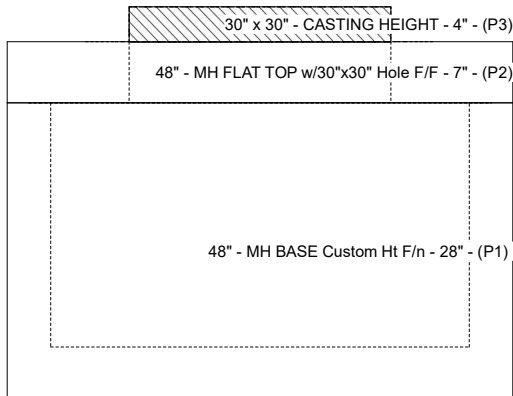 30" x 30" - CASTING HEIGHT - 4" - (P3)
48" - MH FLAT TOP w/30"x30" Hole F/F - 7" - (P2)
48" - MH BASE Custom Ht F/n - 28" - (P1)